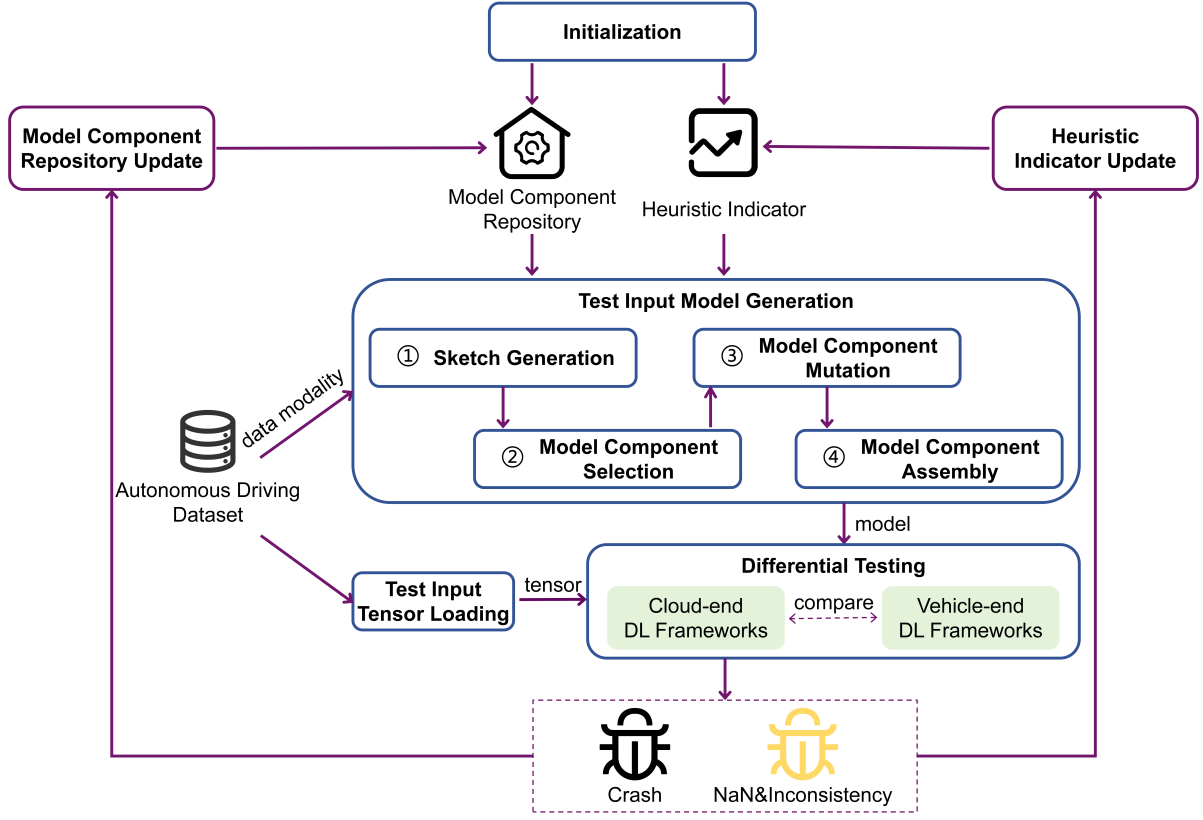 Initialization
Model Component
Repository Update
Heuristic
Indicator Update
Model Component
Repository
Heuristic Indicator
Test Input Model Generation
① Sketch Generation
③ Model Component
Mutation
data modality
② Model Component
Selection
④ Model Component
Assembly
Autonomous Driving
Dataset
model
Differential Testing
Test Input
Tensor Loading
tensor
Cloud-end
DL Frameworks
compare
Vehicle-end
DL Frameworks
Crash
NaN&Inconsistency